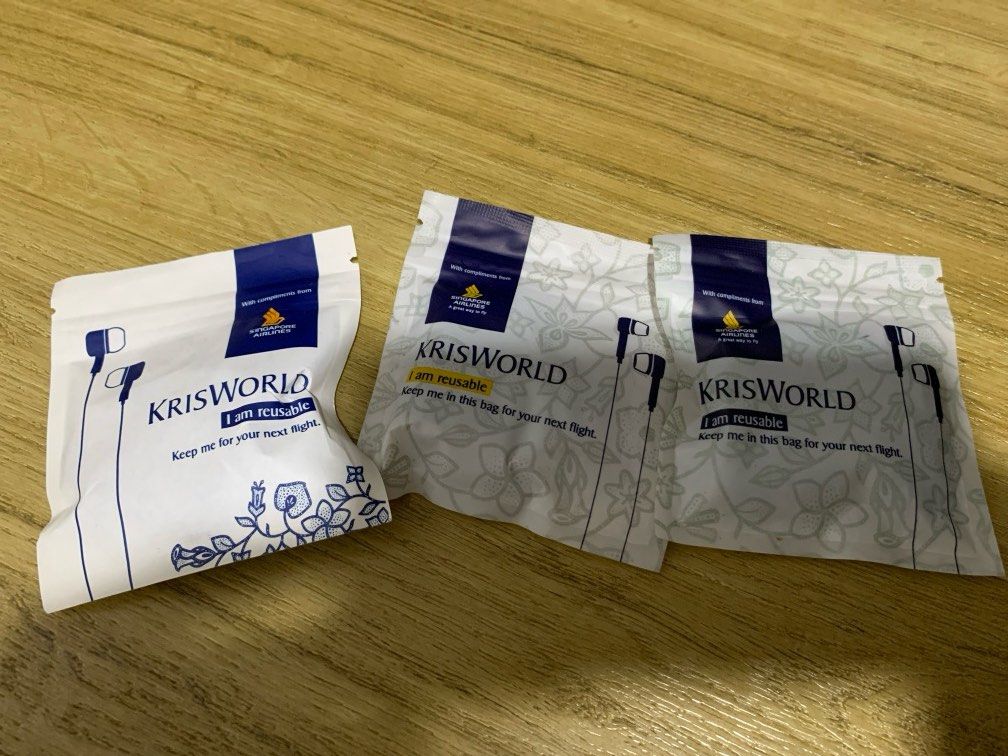 With compliments from
SINGAPORE
AIRLINES
KRISWORLD
I am reusable
Keep me for your next flight.
With compliments from
SINGAPORE
AIRLINES
A great way to fly
KRISWORLD
I am reusable
Keep me in this bag for your next flight.
With compliments from
SINGAPORE
AIRLINES
A great way to fly
KRISWORLD
I am reusable
Keep me in this bag for your next flight.